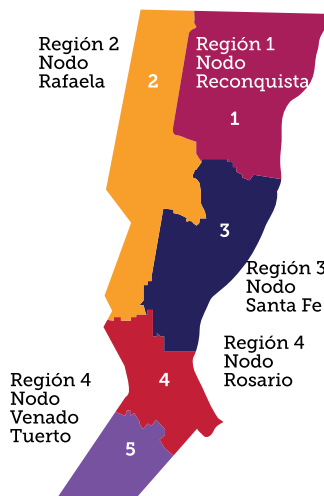 Región 2
Nodo
Rafaela
Región 1
Nodo
Reconquista
2
1
3
Región 3
Nodo
Santa Fe
Región 4
Nodo
Rosario
4
Región 4
Nodo
Venado
Tuerto
5